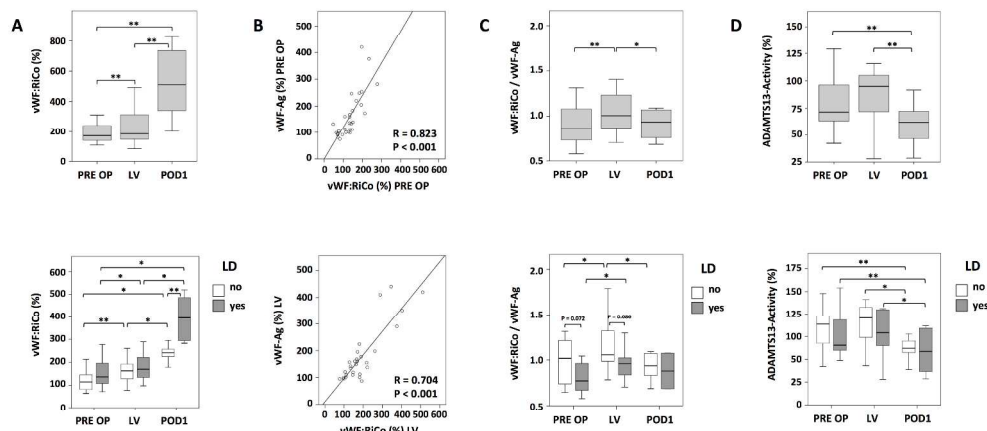 A
B
C
D
vWF:RiCo (%)
800
600
400
200
0
PRE OP
LV
POD1
**
**
**
vWF-Ag (%) PRE OP
500
400
300
200
100
0
0 100 200 300 400 500 600
vWF:RiCo (%) PRE OP
R = 0.823
P < 0.001
vWF:RiCo / vWF-Ag
2.0
1.5
1.0
0.5
PRE OP
LV
POD1
**
*
ADAMTS13-Activity (%)
150
125
100
75
50
25
PRE OP
LV
POD1
**
**
vWF:RiCo (%)
600
500
400
300
200
100
0
PRE OP
LV
POD1
*
*
*
*
**
**
*
LD
no
yes
vWF-Ag (%) LV
500
400
300
200
100
0
0 100 200 300 400 500 600
vWF:RiCo (%) LV
R = 0.704
P < 0.001
vWF:RiCo / vWF-Ag
2.0
1.5
1.0
0.5
PRE OP
LV
POD1
*
*
*
P = 0.072
ADAMTS13-Activity (%)
175
150
125
100
50
25
0
PRE OP
LV
POD1
**
**
*
*
LD
no
yes